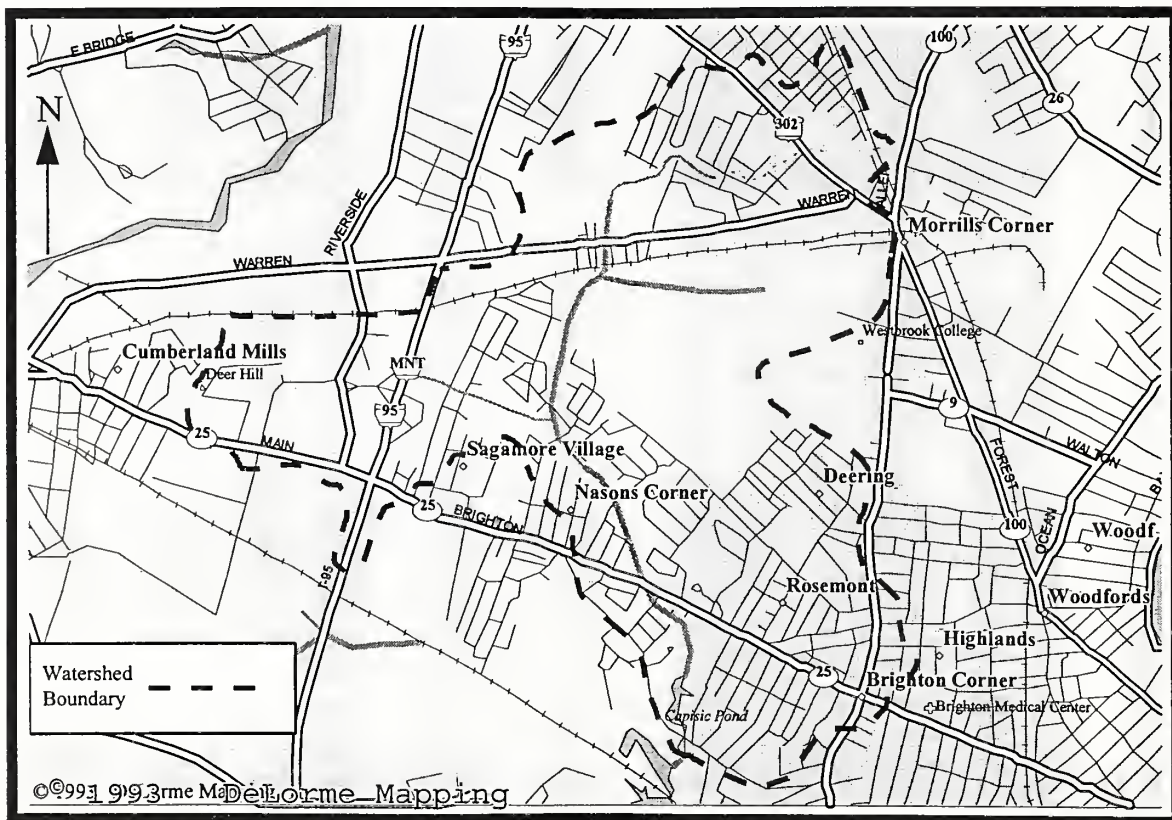 E BRIDGE
95
100
26
N
302
RIVERSIDE
ALLEN
WARREN
Morrills Corner
WARREN
Westbrook College
Cumberland Mills
Deer Hill
MNT
95
9
WALTON
25
MAIN
Sagamore Village
FOREST
Deering
Nasons Corner
25
BRIGHTON
100
OCEAN
Woodf
I-95
Rosemont
Woodfords
Highlands
Watershed
Boundary
25
Brighton Corner
Brighton Medical Center
Capisic Pond
© 1993 DeLorme Mapping